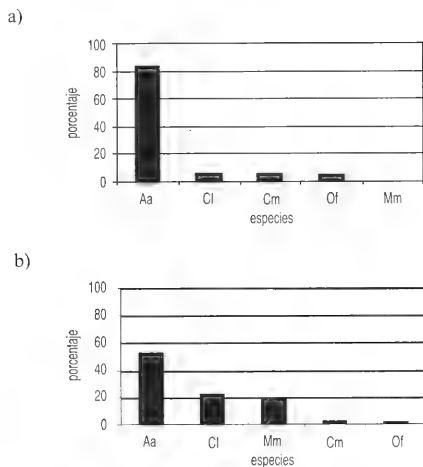 a)
100
80
60
40
20
0
porcentaje
Aa Cl Cm Of Mm
especies
b)
100
80
60
40
20
0
porcentaje
Aa Cl Mm Cm Of
especies